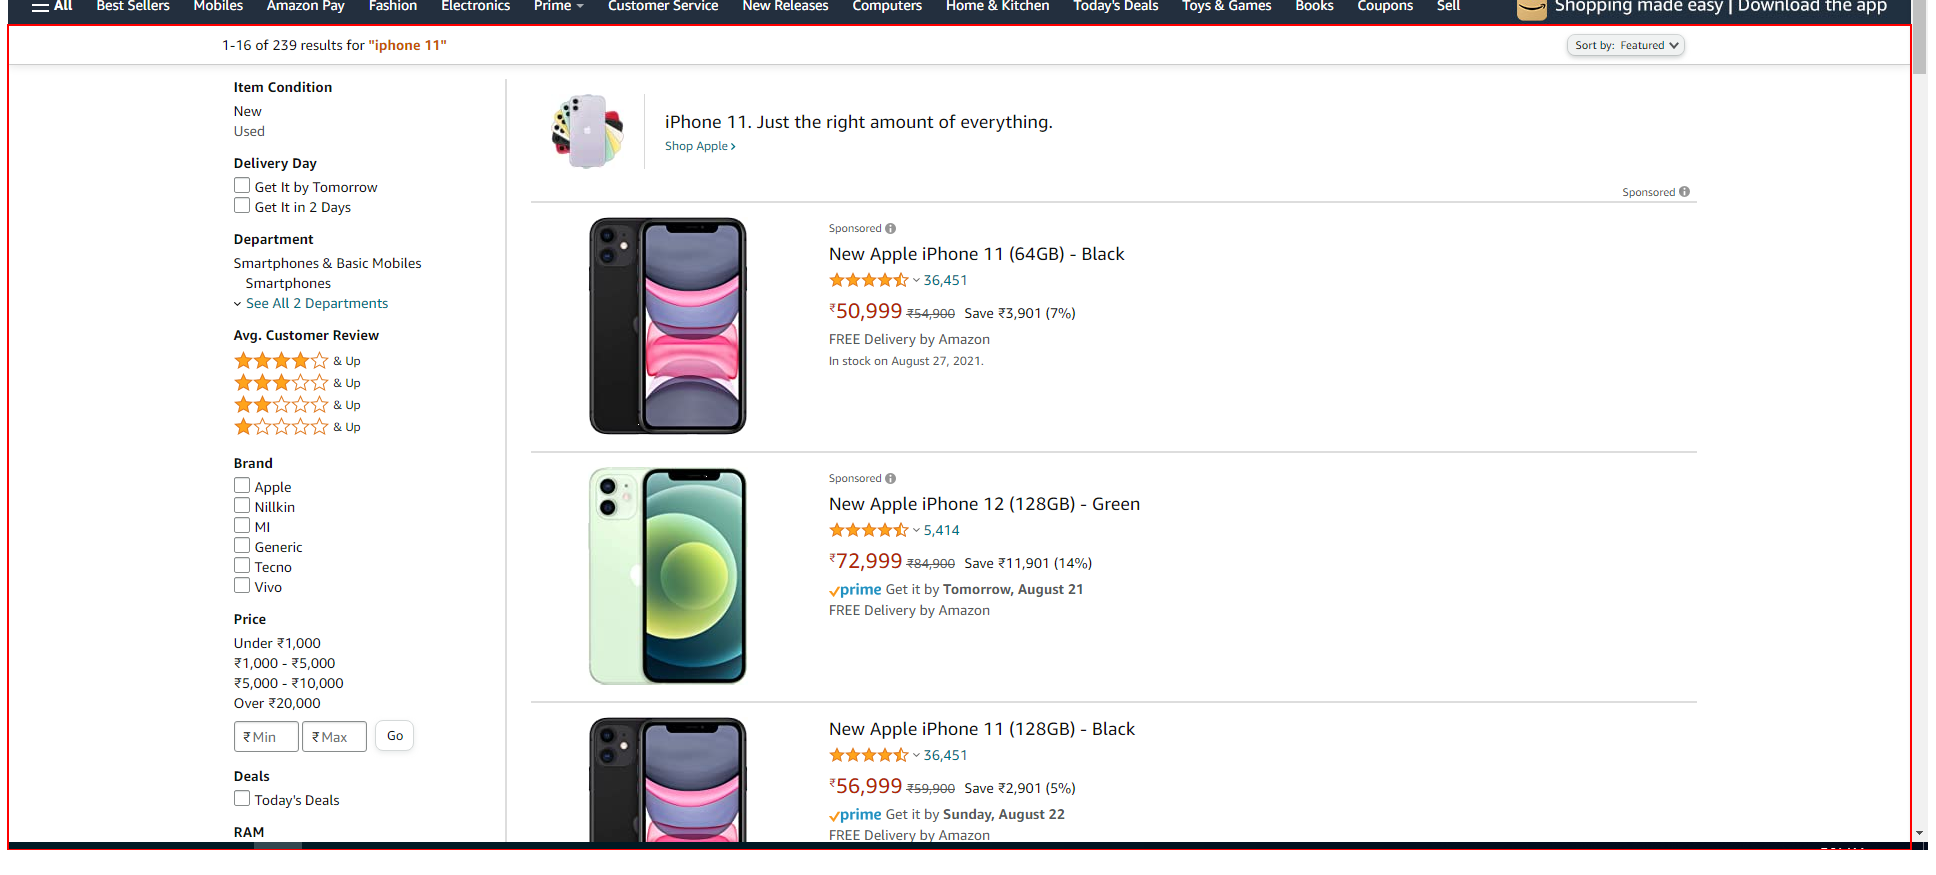 All Best Sellers Mobiles Amazon Pay Fashion Electronics Prime Customer Service New Releases Computers Home & Kitchen Today's Deals Toys & Games Books Coupons Sell Shopping made easy | Download the app
1-16 of 239 results for "iphone 11"
Sort by: Featured
Item Condition
New
Used
Delivery Day
Get It by Tomorrow
Get It in 2 Days
Department
Smartphones & Basic Mobiles
Smartphones
See All 2 Departments
Avg. Customer Review
& Up
& Up
& Up
& Up
Brand
Apple
Nillkin
MI
Generic
Tecno
Vivo
Price
Under ₹1,000
₹1,000 - ₹5,000
₹5,000 - ₹10,000
Over ₹20,000
₹ Min ₹ Max Go
Deals
Today's Deals
RAM
iPhone 11. Just the right amount of everything.
Shop Apple ›
Sponsored
Sponsored
New Apple iPhone 11 (64GB) - Black
36,451
₹50,999 ₹54,900 Save ₹3,901 (7%)
FREE Delivery by Amazon
In stock on August 27, 2021.
Sponsored
New Apple iPhone 12 (128GB) - Green
5,414
₹72,999 ₹84,900 Save ₹11,901 (14%)
prime Get it by Tomorrow, August 21
FREE Delivery by Amazon
New Apple iPhone 11 (128GB) - Black
36,451
₹56,999 ₹59,900 Save ₹2,901 (5%)
prime Get it by Sunday, August 22
FREE Delivery by Amazon